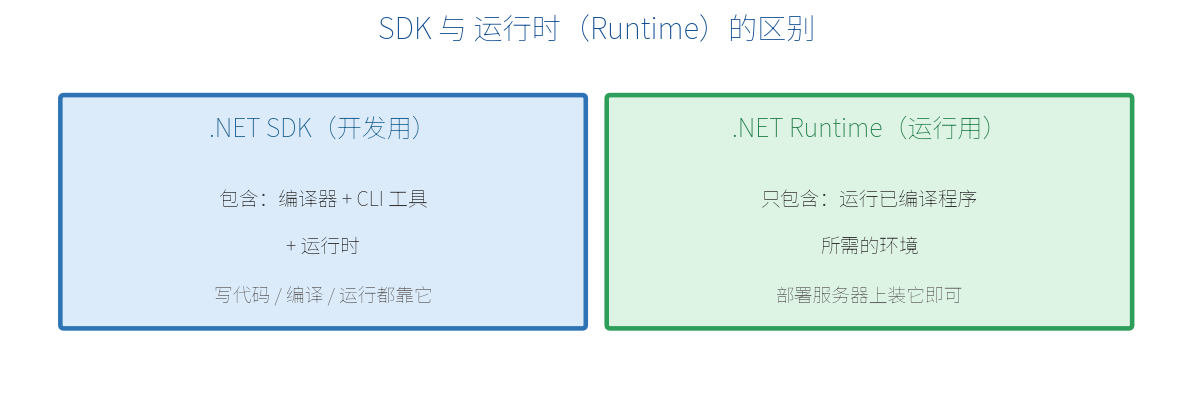 SDK 与 运行时（Runtime）的区别
.NET SDK（开发用）
包含：编译器 + CLI 工具
+ 运行时
写代码 / 编译 / 运行都靠它
.NET Runtime（运行用）
只包含：运行已编译程序
所需的环境
部署服务器上装它即可